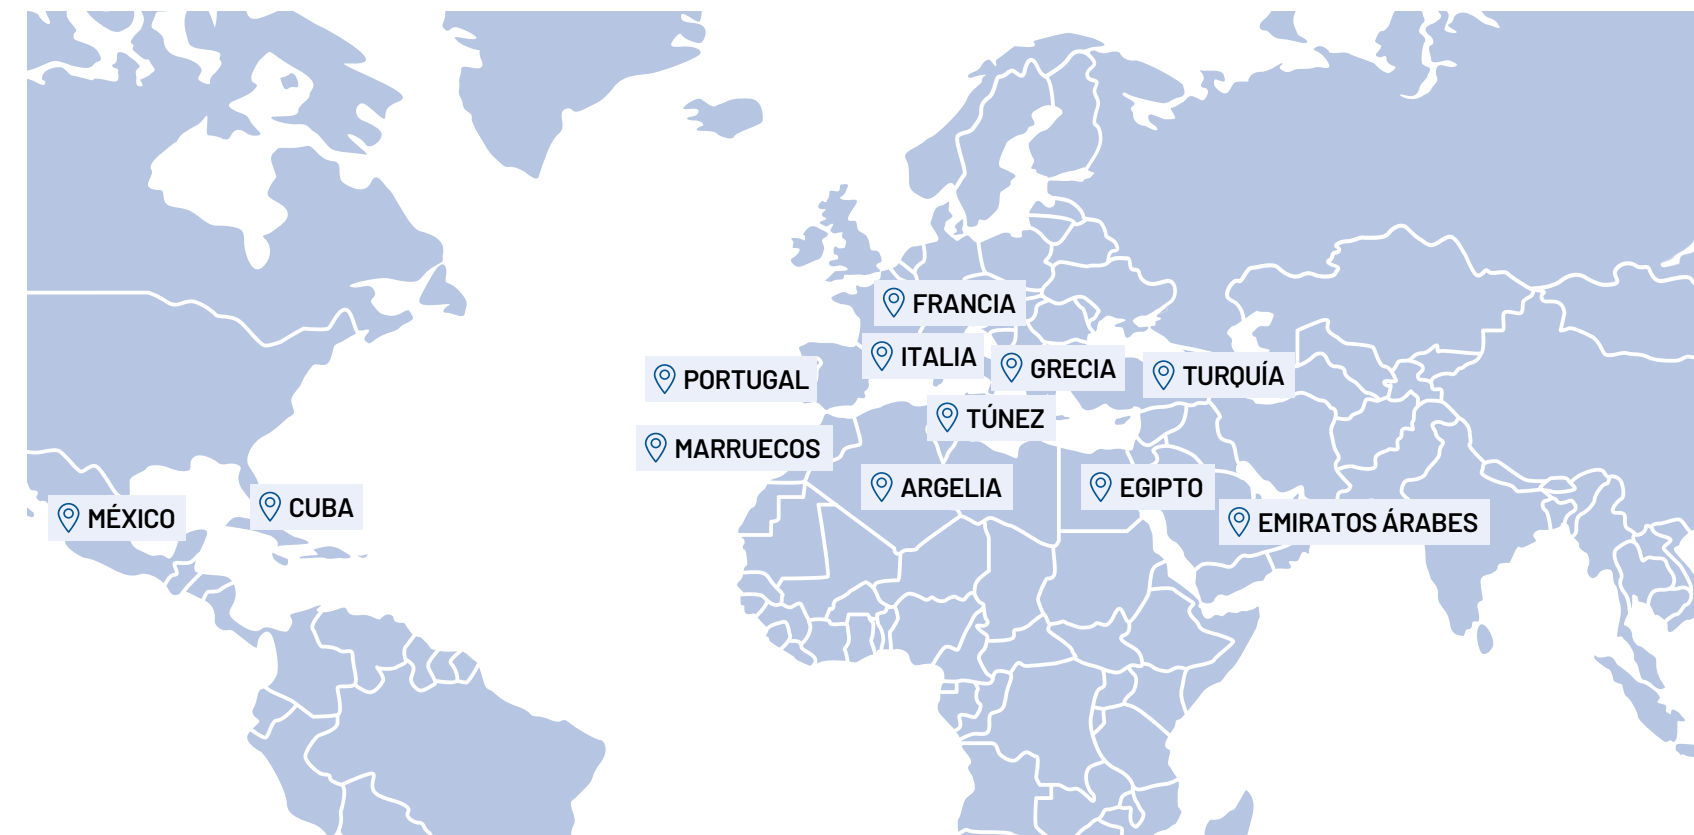 FRANCIA
ITALIA
GRECIA
TURQUÍA
PORTUGAL
TÚNEZ
MARRUECOS
ARGELIA
EGIPTO
MÉXICO
CUBA
EMIRATOS ÁRABES